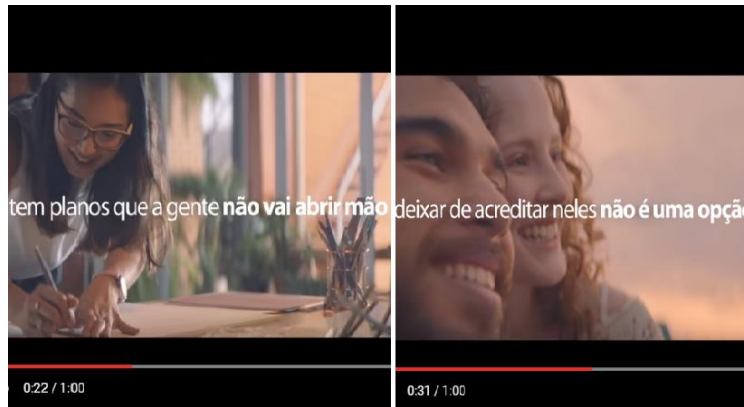 tem planos que a gente não vai abrir mão
deixar de acreditar neles não é uma opçã
0:22 / 1:00
0:31 / 1:00